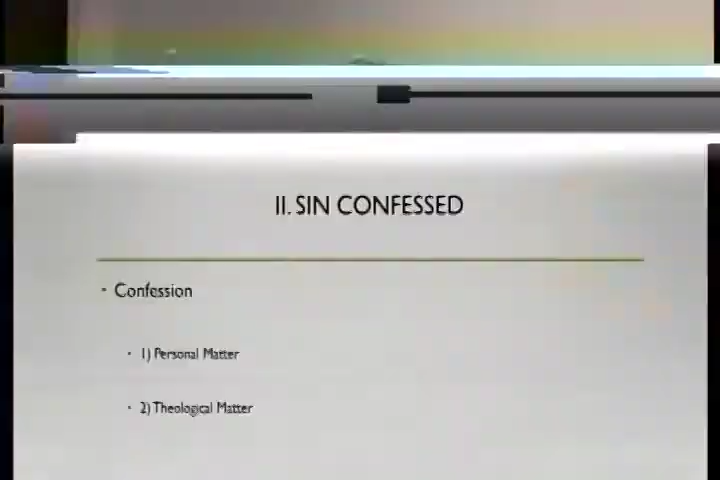 II. SIN CONFESSED
• Confession
• 1) Personal Matter
• 2) Theological Matter